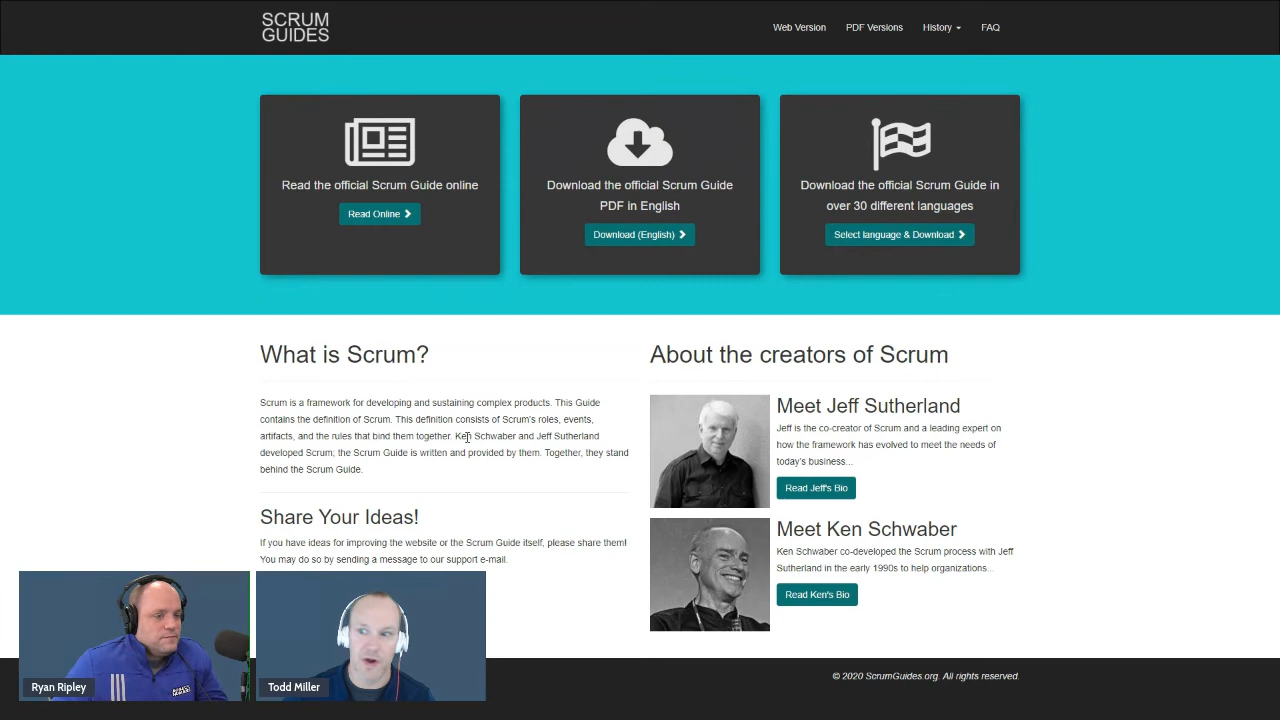 SCRUM
GUIDES
Web Version
PDF Versions
History
FAQ
Read the official Scrum Guide online
Read Online
Download the official Scrum Guide
PDF in English
Download (English)
Download the official Scrum Guide in
over 30 different languages
Select language & Download
What is Scrum?
Scrum is a framework for developing and sustaining complex products. This Guide
contains the definition of Scrum. This definition consists of Scrum's roles, events,
artifacts, and the rules that bind them together. Ken Schwaber and Jeff Sutherland
developed Scrum; the Scrum Guide is written and provided by them. Together, they stand
behind the Scrum Guide.
Share Your Ideas!
If you have ideas for improving the website or the Scrum Guide itself, please share them!
You may do so by sending a message to our support e-mail.
About the creators of Scrum
Meet Jeff Sutherland
Jeff is the co-creator of Scrum and a leading expert on
how the framework has evolved to meet the needs of
today's business...
Read Jeff's Bio
Meet Ken Schwaber
Ken Schwaber co-developed the Scrum process with Jeff
Sutherland in the early 1990s to help organizations...
Read Ken's Bio
Ryan Ripley
Todd Miller
© 2020 ScrumGuides.org. All rights reserved.